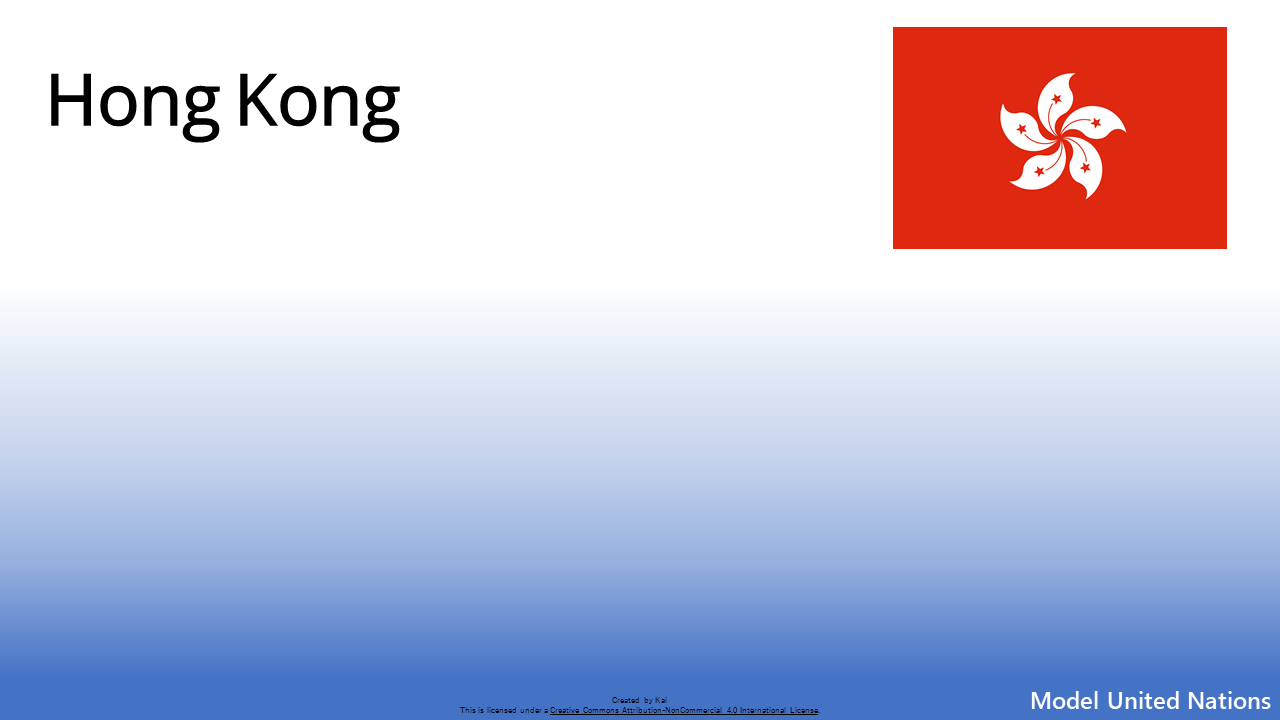 Hong Kong
Created by Kai
This is licensed under a Creative Commons Attribution-NonCommercial 4.0 International License.
Model United Nations